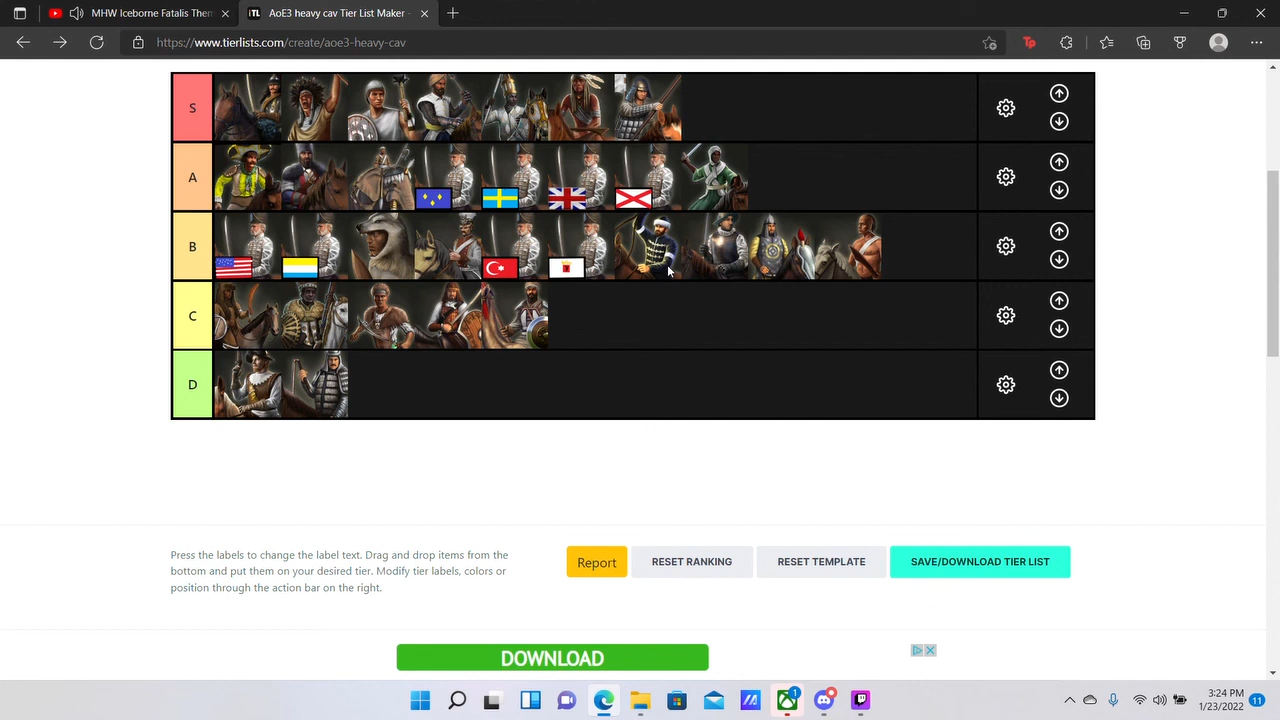 MHW Iceborne Fatalis Them
AoE3 heavy cav Tier List Maker -
https://www.tierlists.com/create/aoe3-heavy-cav
Tp
S
A
B
C
D
Press the labels to change the label text. Drag and drop items from the
bottom and put them on your desired tier. Modify tier labels, colors or
position through the action bar on the right.
Report
RESET RANKING
RESET TEMPLATE
SAVE/DOWNLOAD TIER LIST
DOWNLOAD
1
3:24 PM
1/23/2022
11